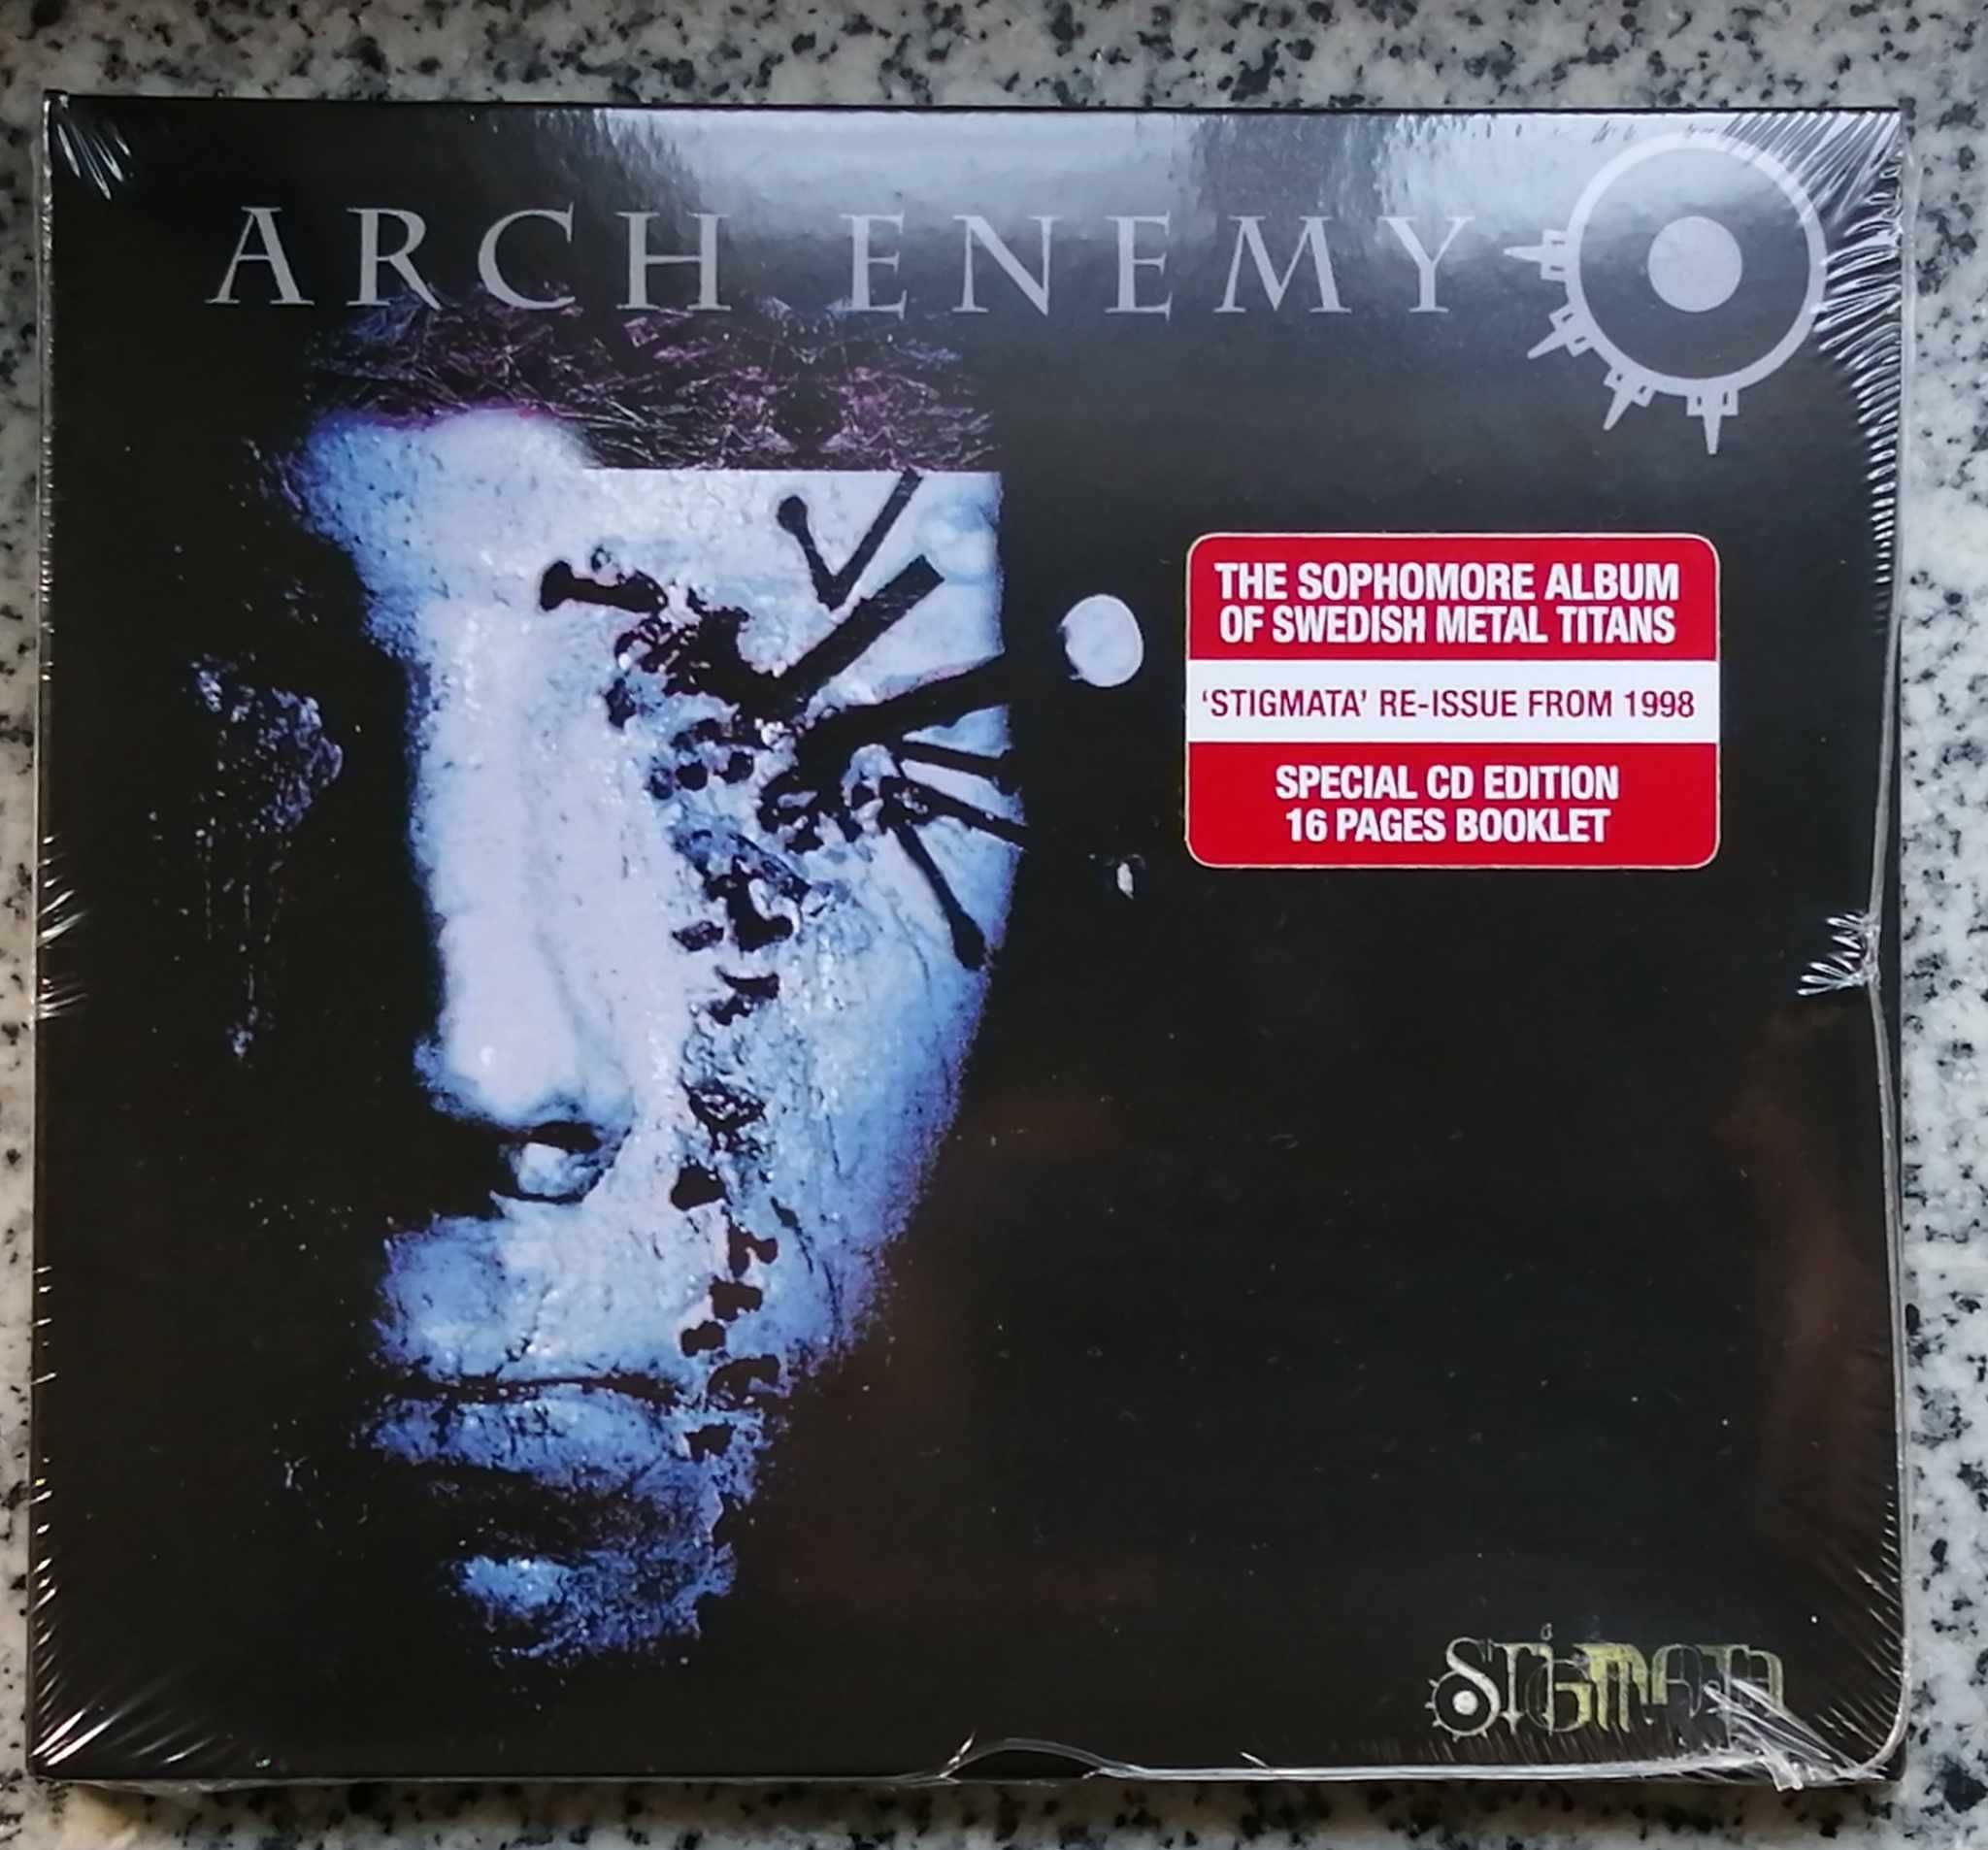 ARCH ENEMY
THE SOPHOMORE ALBUM
OF SWEDISH METAL TITANS
‘STIGMATA’ RE-ISSUE FROM 1998
SPECIAL CD EDITION
16 PAGES BOOKLET
STiGMATA